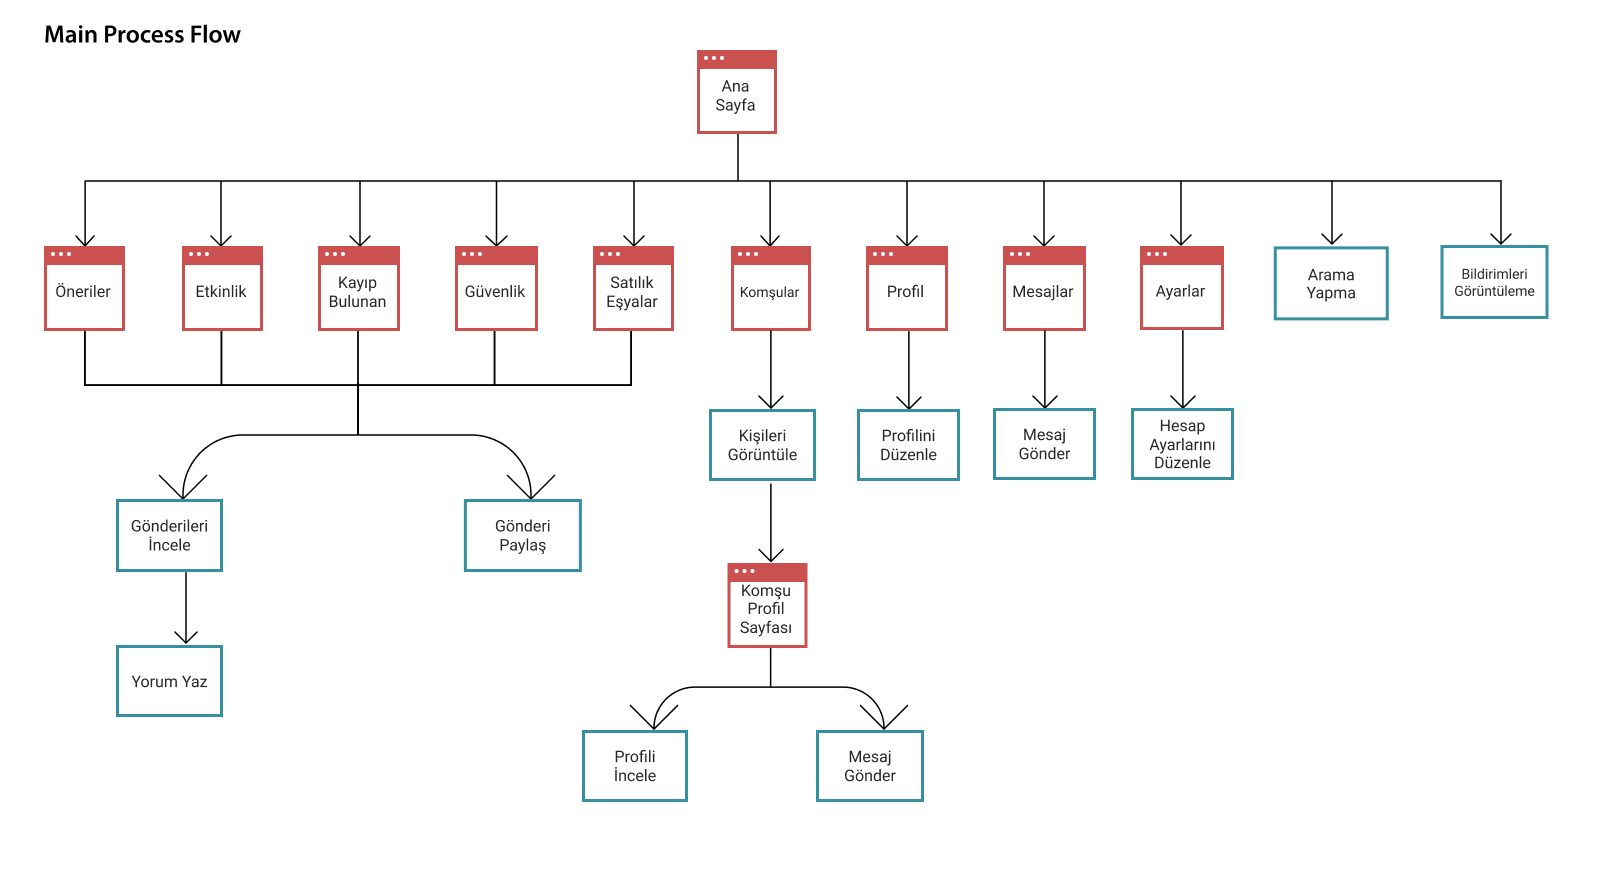 Main Process Flow
Ana
Sayfa
Öneriler
Etkinlik
Kayıp
Bulunan
Güvenlik
Satılık
Eşyalar
Komşular
Profil
Mesajlar
Ayarlar
Arama
Yapma
Bildirimleri
Görüntüleme
Kişileri
Görüntüle
Profilini
Düzenle
Mesaj
Gönder
Hesap
Ayarlarını
Düzenle
Gönderileri
İncele
Gönderi
Paylaş
Komşu
Profil
Sayfası
Yorum Yaz
Profili
İncele
Mesaj
Gönder